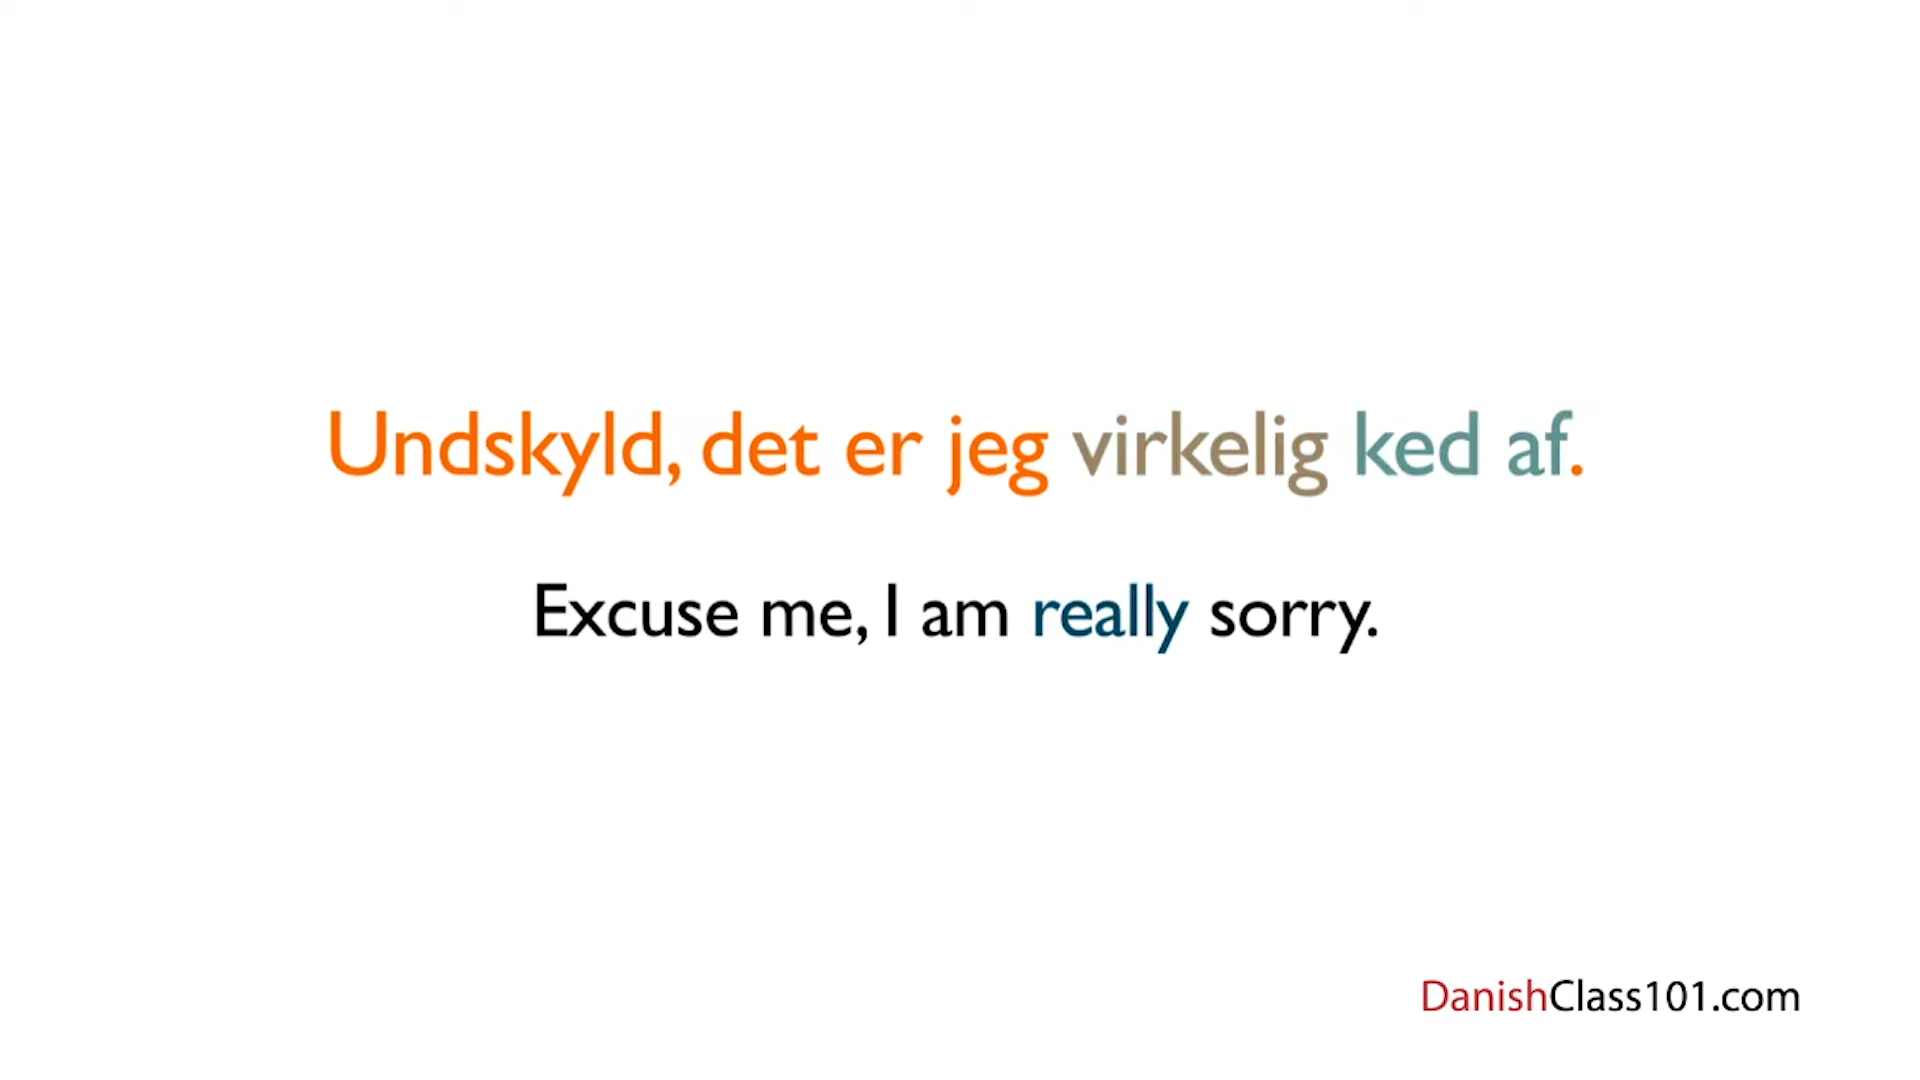 Undskyld, det er jeg virkelig ked af.
Excuse me, I am really sorry.
DanishClass101.com